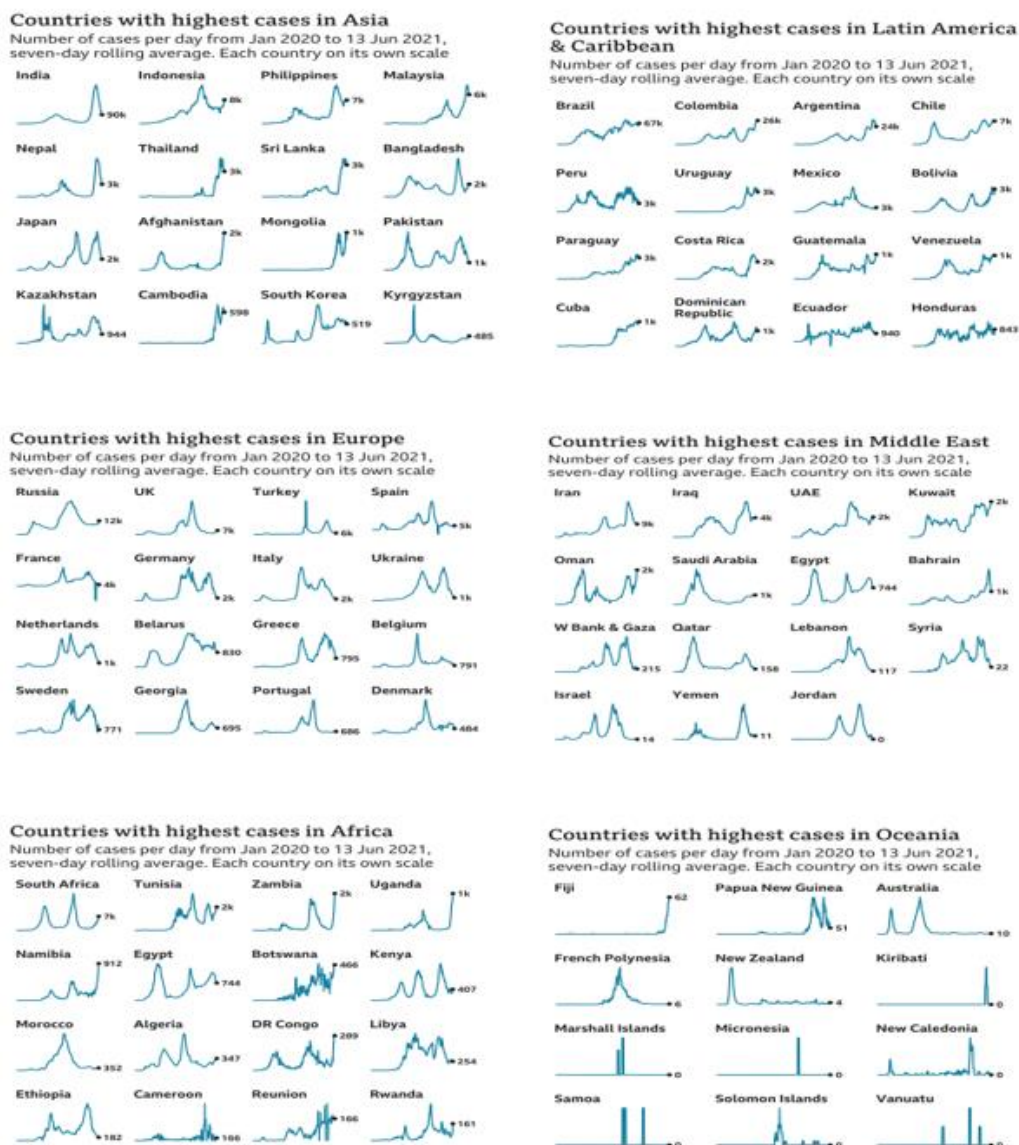 Countries with highest cases in Asia
Number of cases per day from Jan 2020 to 13 Jun 2021,
seven-day rolling average. Each country on its own scale
India Indonesia Philippines Malaysia
90k 8k 7k 6k
Nepal Thailand Sri Lanka Bangladesh
3k 3k 3k 2k
Japan Afghanistan Mongolia Pakistan
2k 2k 1k 1k
Kazakhstan Cambodia South Korea Kyrgyzstan
944 598 519 485
Countries with highest cases in Latin America
& Caribbean
Number of cases per day from Jan 2020 to 13 Jun 2021,
seven-day rolling average. Each country on its own scale
Brazil Colombia Argentina Chile
67k 26k 24k 7k
Peru Uruguay Mexico Bolivia
3k 3k 3k 3k
Paraguay Costa Rica Guatemala Venezuela
3k 2k 1k 1k
Cuba Dominican Republic Ecuador Honduras
1k 1k 940 843
Countries with highest cases in Europe
Number of cases per day from Jan 2020 to 13 Jun 2021,
seven-day rolling average. Each country on its own scale
Russia UK Turkey Spain
12k 7k 6k 5k
France Germany Italy Ukraine
4k 2k 2k 1k
Netherlands Belarus Greece Belgium
1k 830 795 791
Sweden Georgia Portugal Denmark
771 695 686 484
Countries with highest cases in Middle East
Number of cases per day from Jan 2020 to 13 Jun 2021,
seven-day rolling average. Each country on its own scale
Iran Iraq UAE Kuwait
9k 4k 2k 2k
Oman Saudi Arabia Egypt Bahrain
2k 1k 744 1k
W Bank & Gaza Qatar Lebanon Syria
215 158 117 22
Israel Yemen Jordan
14 11 0
Countries with highest cases in Africa
Number of cases per day from Jan 2020 to 13 Jun 2021,
seven-day rolling average. Each country on its own scale
South Africa Tunisia Zambia Uganda
7k 2k 2k 1k
Namibia Egypt Botswana Kenya
912 744 466 407
Morocco Algeria DR Congo Libya
352 347 289 254
Ethiopia Cameroon Reunion Rwanda
182 166 166 161
Countries with highest cases in Oceania
Number of cases per day from Jan 2020 to 13 Jun 2021,
seven-day rolling average. Each country on its own scale
Fiji Papua New Guinea Australia
62 51 10
French Polynesia New Zealand Kiribati
6 4 0
Marshall Islands Micronesia New Caledonia
0 0 0
Samoa Solomon Islands Vanuatu